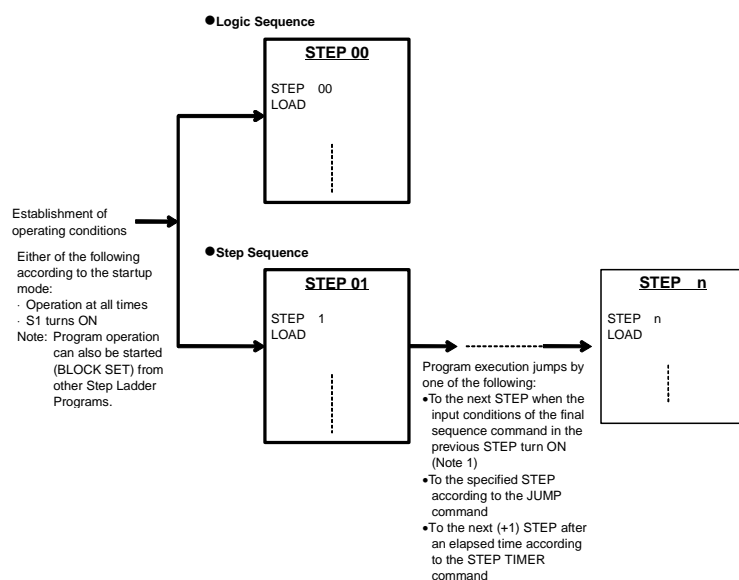 ●Logic Sequence
STEP 00
STEP 00
LOAD
Establishment of
operating conditions
Either of the following
according to the startup
mode:
· Operation at all times
· S1 turns ON
Note: Program operation
can also be started
(BLOCK SET) from
other Step Ladder
Programs.
●Step Sequence
STEP 01
STEP 1
LOAD
Program execution jumps by
one of the following:
•To the next STEP when the
input conditions of the final
sequence command in the
previous STEP turn ON
(Note 1)
•To the specified STEP
according to the JUMP
command
•To the next (+1) STEP after
an elapsed time according
to the STEP TIMER
command
STEP n
STEP n
LOAD